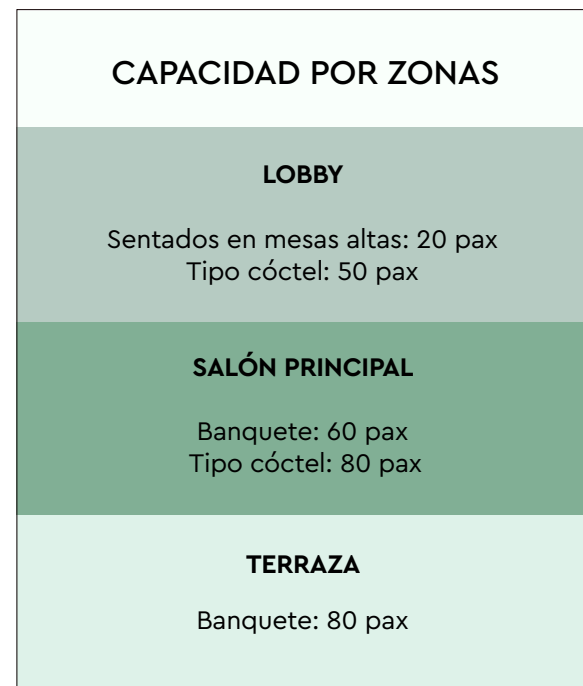 CAPACIDAD POR ZONAS
LOBBY
Sentados en mesas altas: 20 pax
Tipo cóctel: 50 pax
SALÓN PRINCIPAL
Banquete: 60 pax
Tipo cóctel: 80 pax
TERRAZA
Banquete: 80 pax